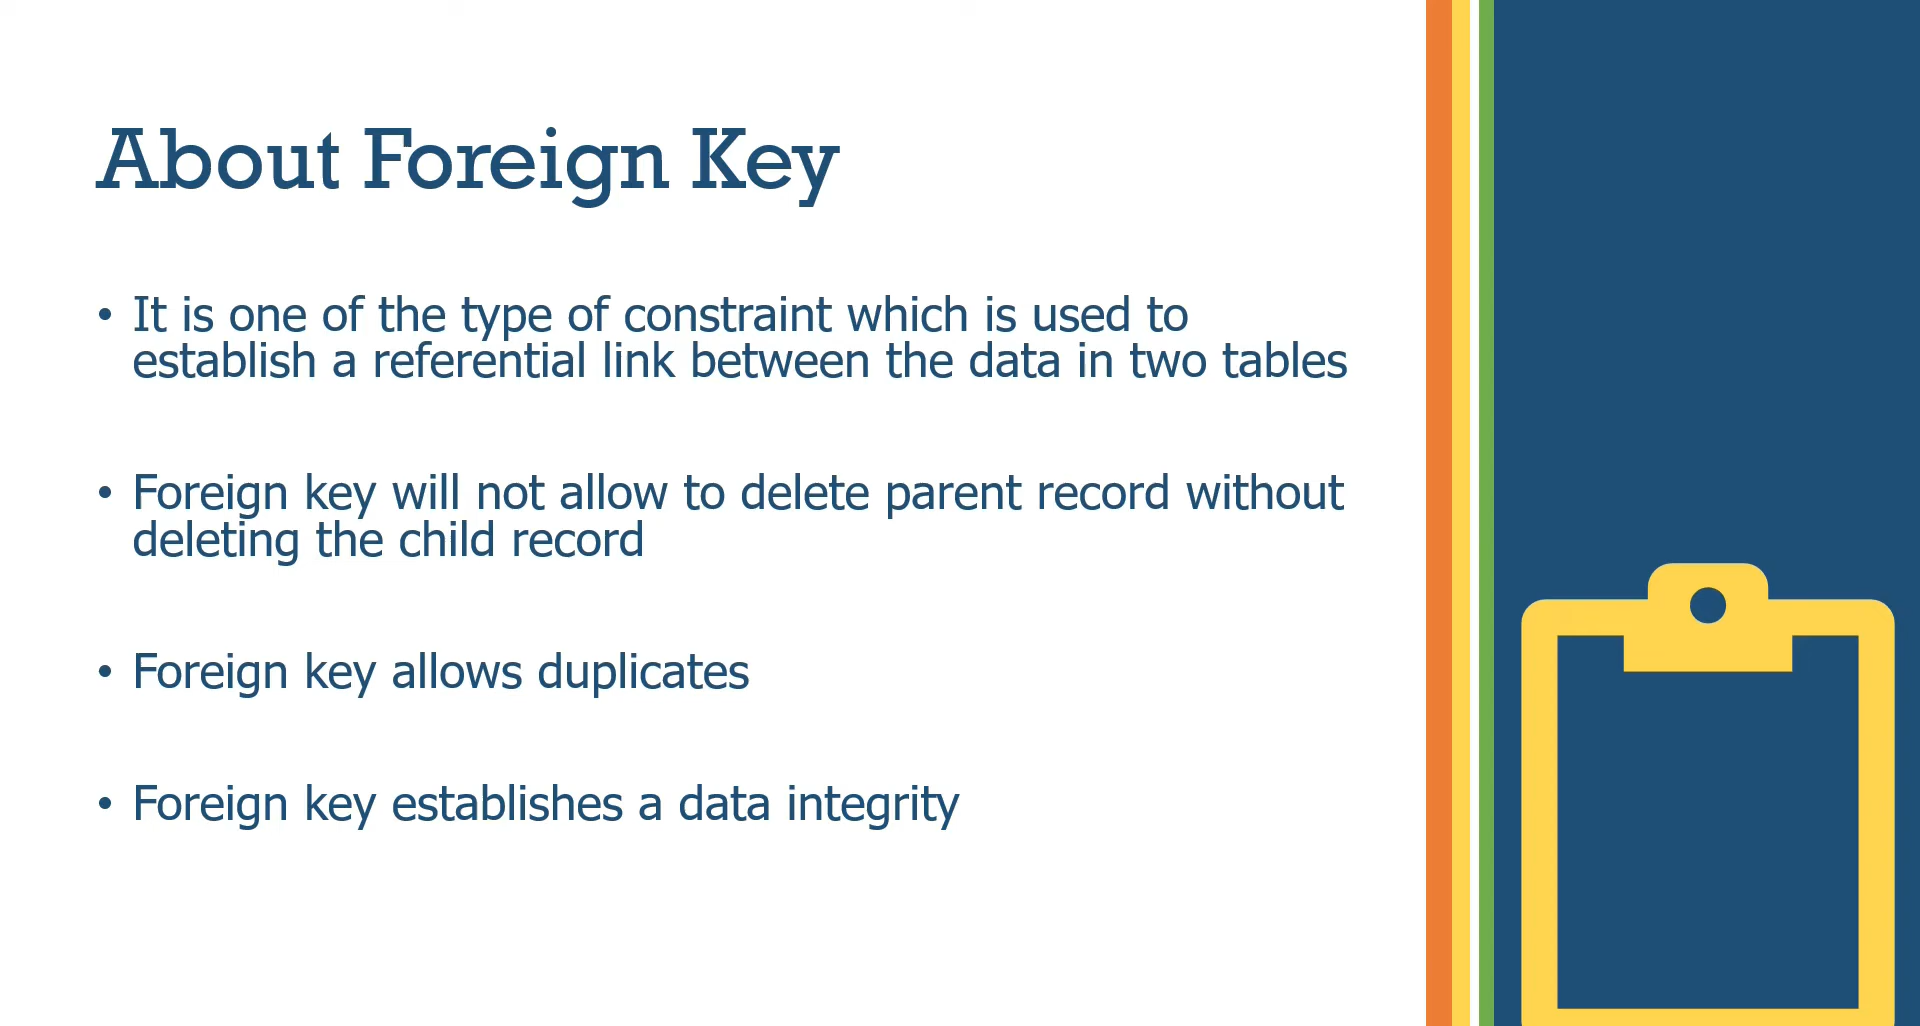 About Foreign Key
• It is one of the type of constraint which is used to
establish a referential link between the data in two tables
• Foreign key will not allow to delete parent record without
deleting the child record
• Foreign key allows duplicates
• Foreign key establishes a data integrity